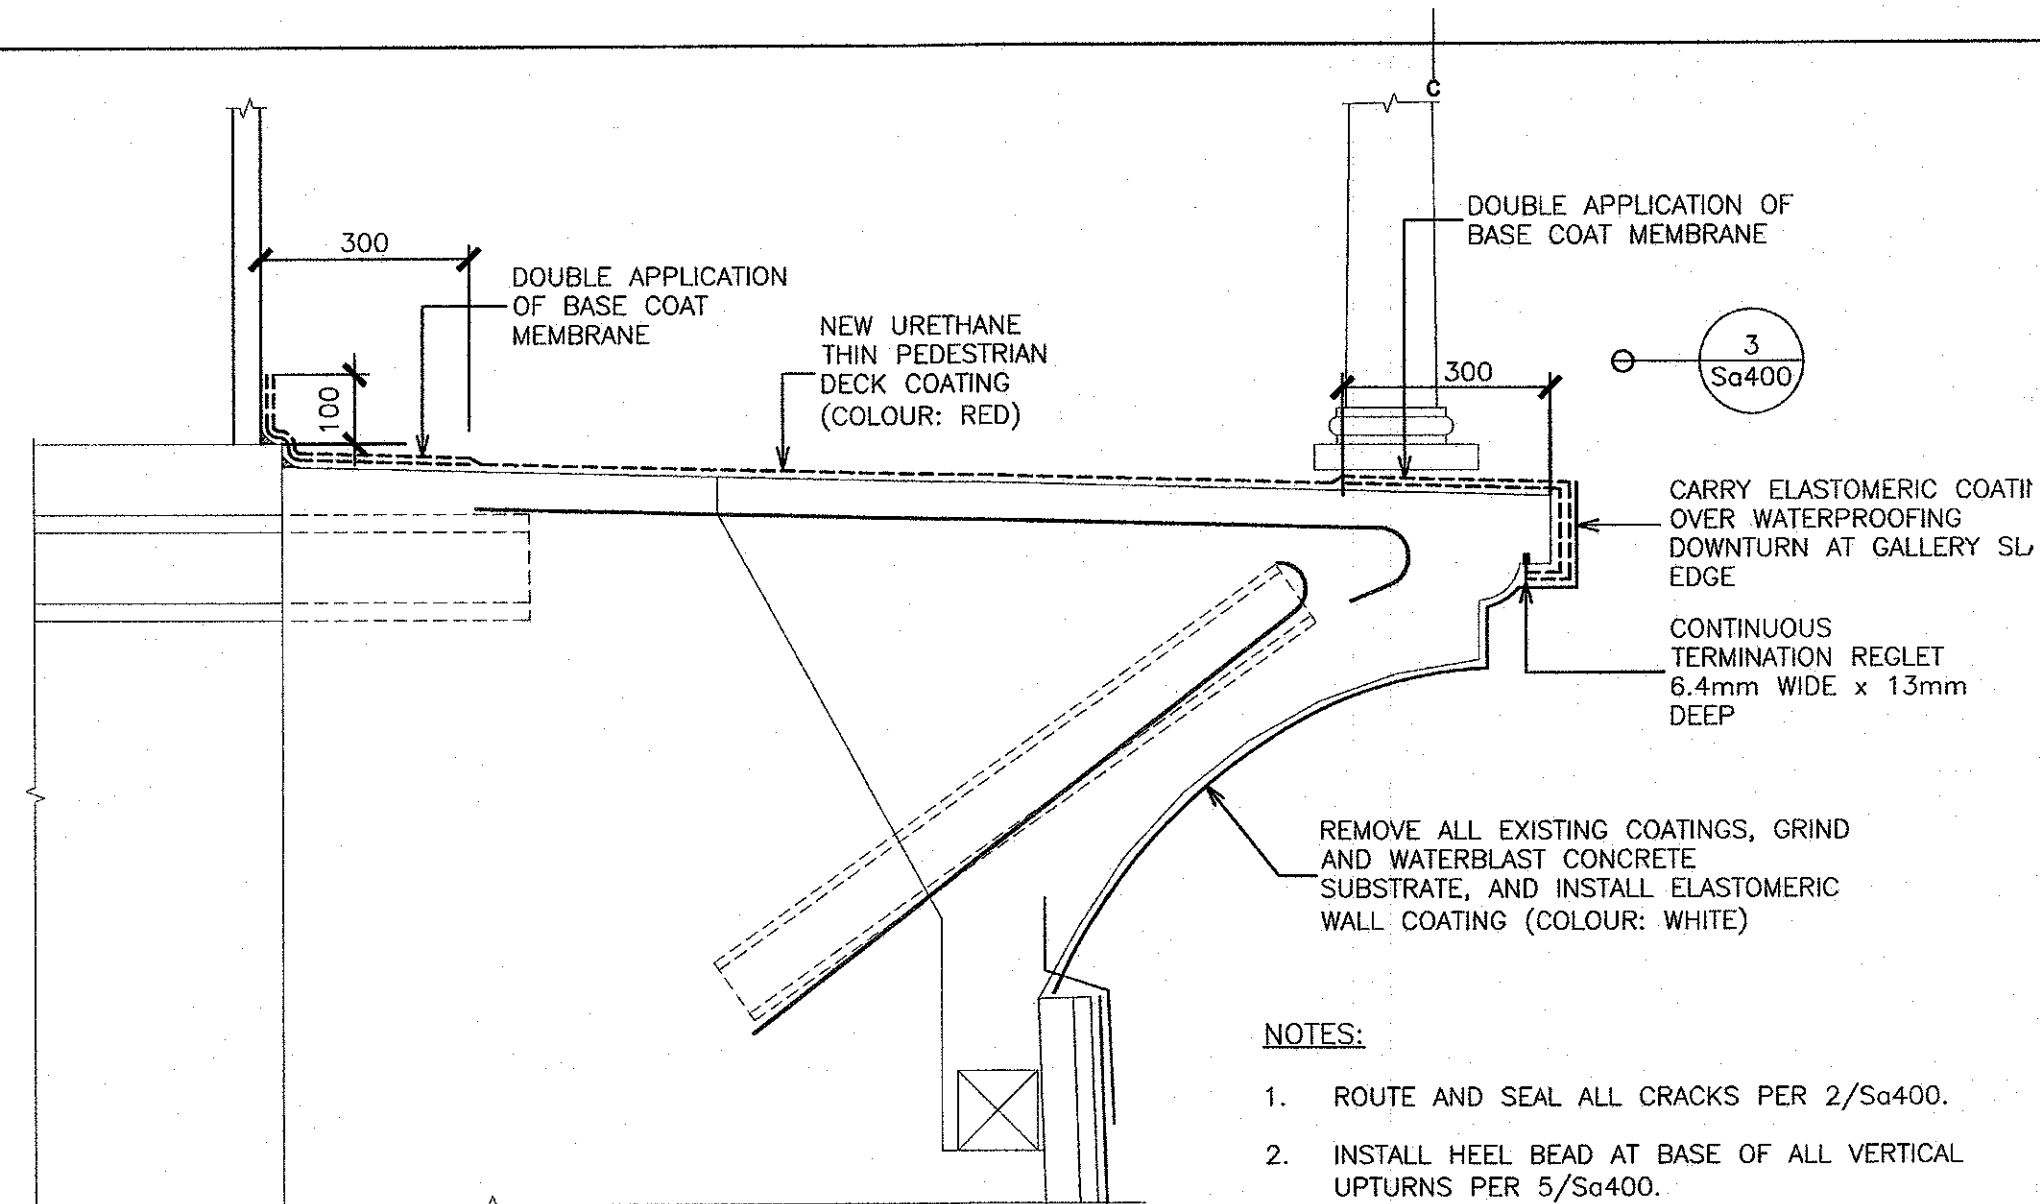 C
DOUBLE APPLICATION OF
BASE COAT MEMBRANE
300
DOUBLE APPLICATION
OF BASE COAT
MEMBRANE
NEW URETHANE
THIN PEDESTRIAN
DECK COATING
(COLOUR: RED)
3
Sa400
300
100
CARRY ELASTOMERIC
OVER WATERPROOFING
DOWNTURN AT GALLERY
EDGE
CONTINUOUS
TERMINATION REGLET
6.4mm WIDE x 13mm
DEEP
REMOVE ALL EXISTING COATINGS, GRIND
AND WATERBLAST CONCRETE
SUBSTRATE, AND INSTALL ELASTOMERIC
WALL COATING (COLOUR: WHITE)
NOTES:
1. ROUTE AND SEAL ALL CRACKS PER 2/Sa400.
2. INSTALL HEEL BEAD AT BASE OF ALL VERTICAL
UPTURNS PER 5/Sa400.